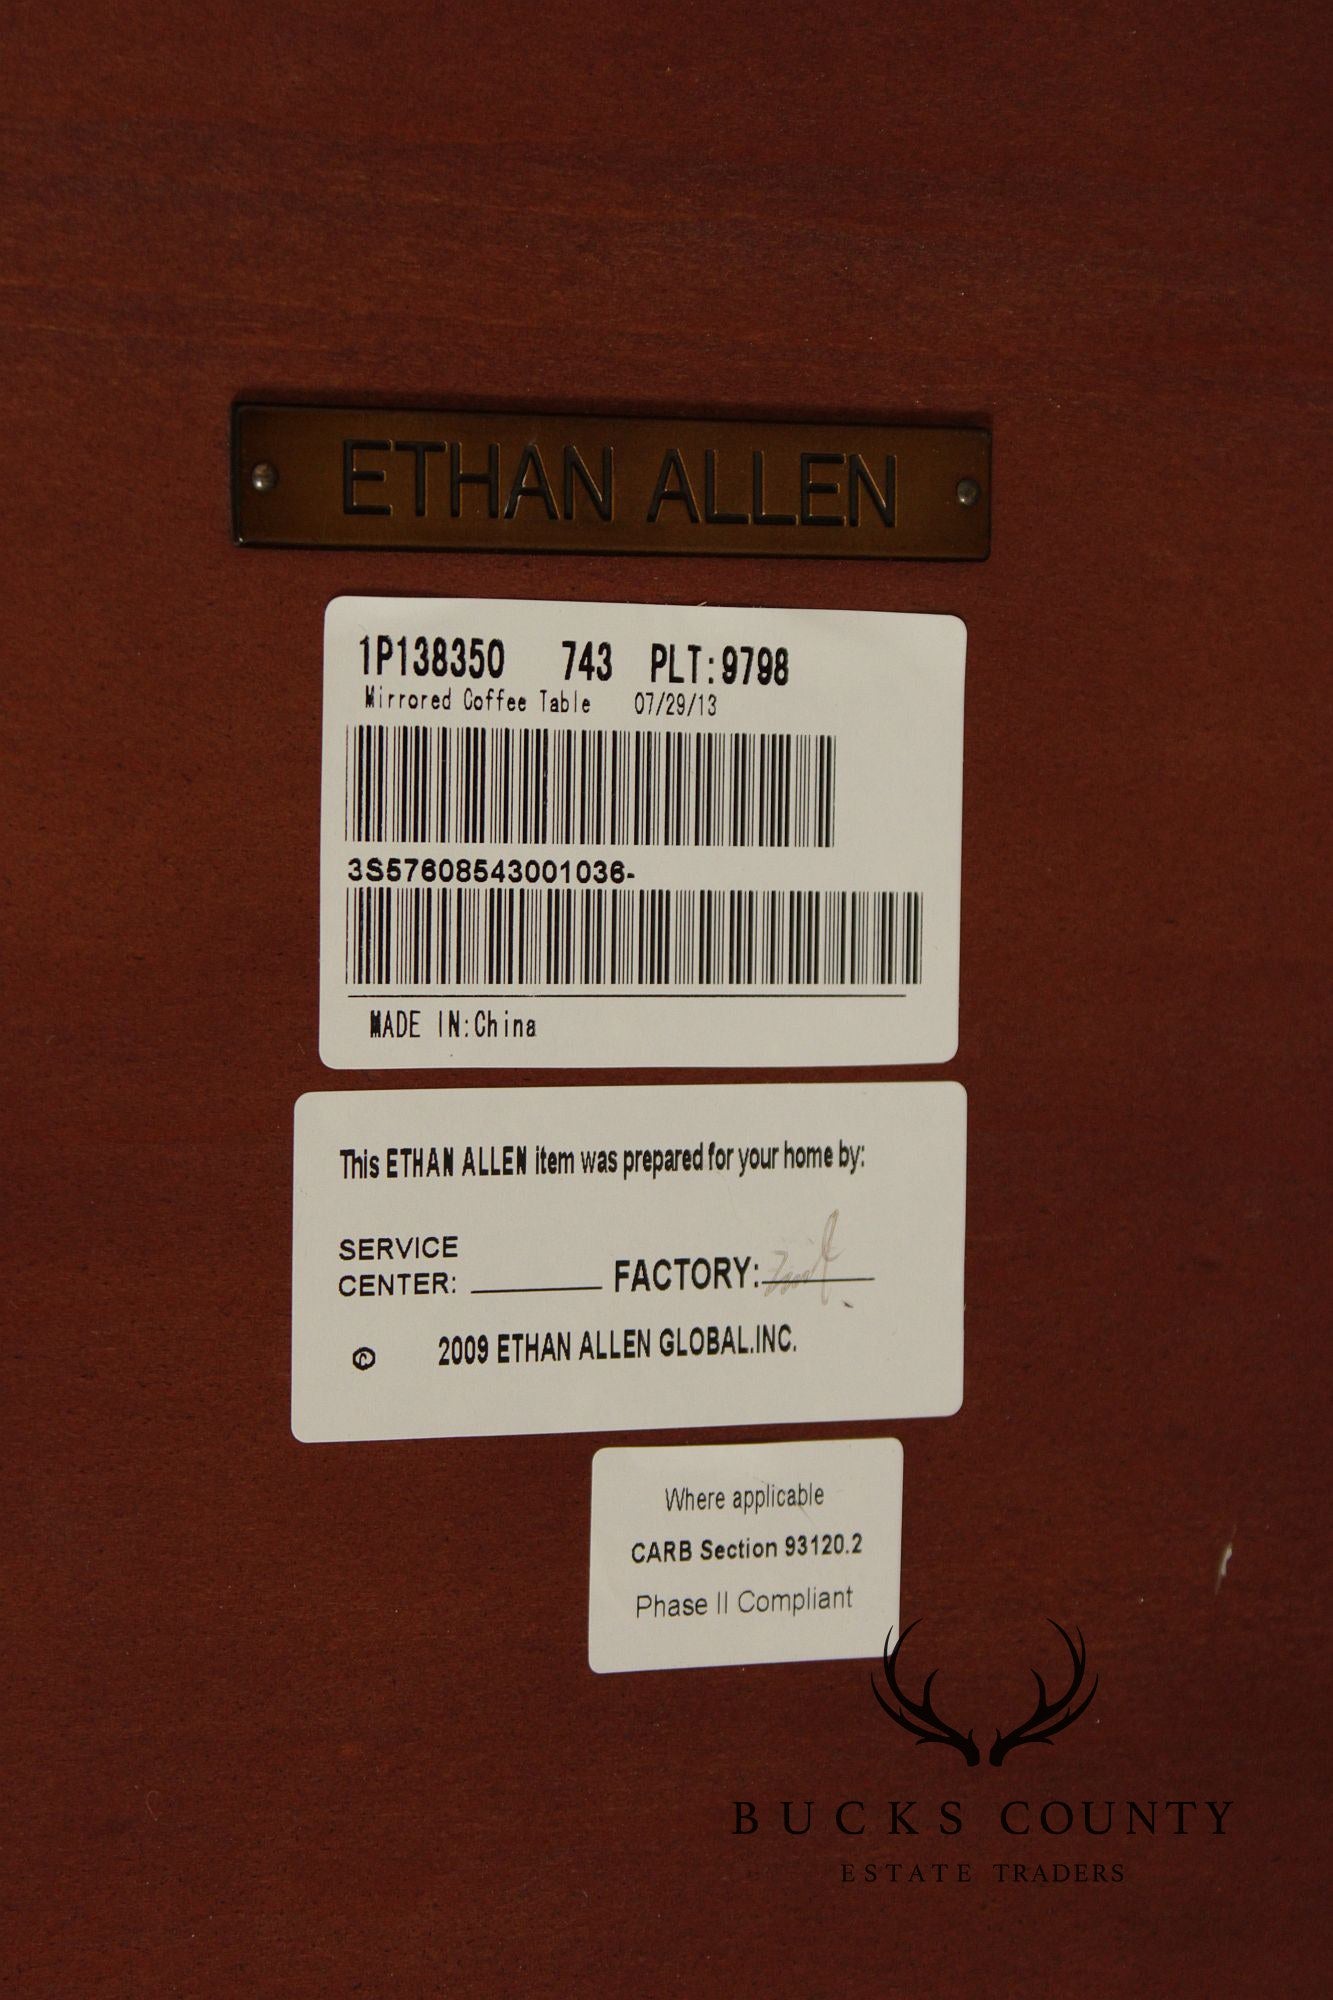 ETHAN ALLEN
1P138350 743 PLT:9798
Mirrored Coffee Table 07/29/13
3S57608543001036-
MADE IN:China
This ETHAN ALLEN item was prepared for your home by:
SERVICE
CENTER: FACTORY:
© 2009 ETHAN ALLEN GLOBAL.INC.
Where applicable
CARB Section 93120.2
Phase II Compliant
BUCKS COUNTY
ESTATE TRADERS